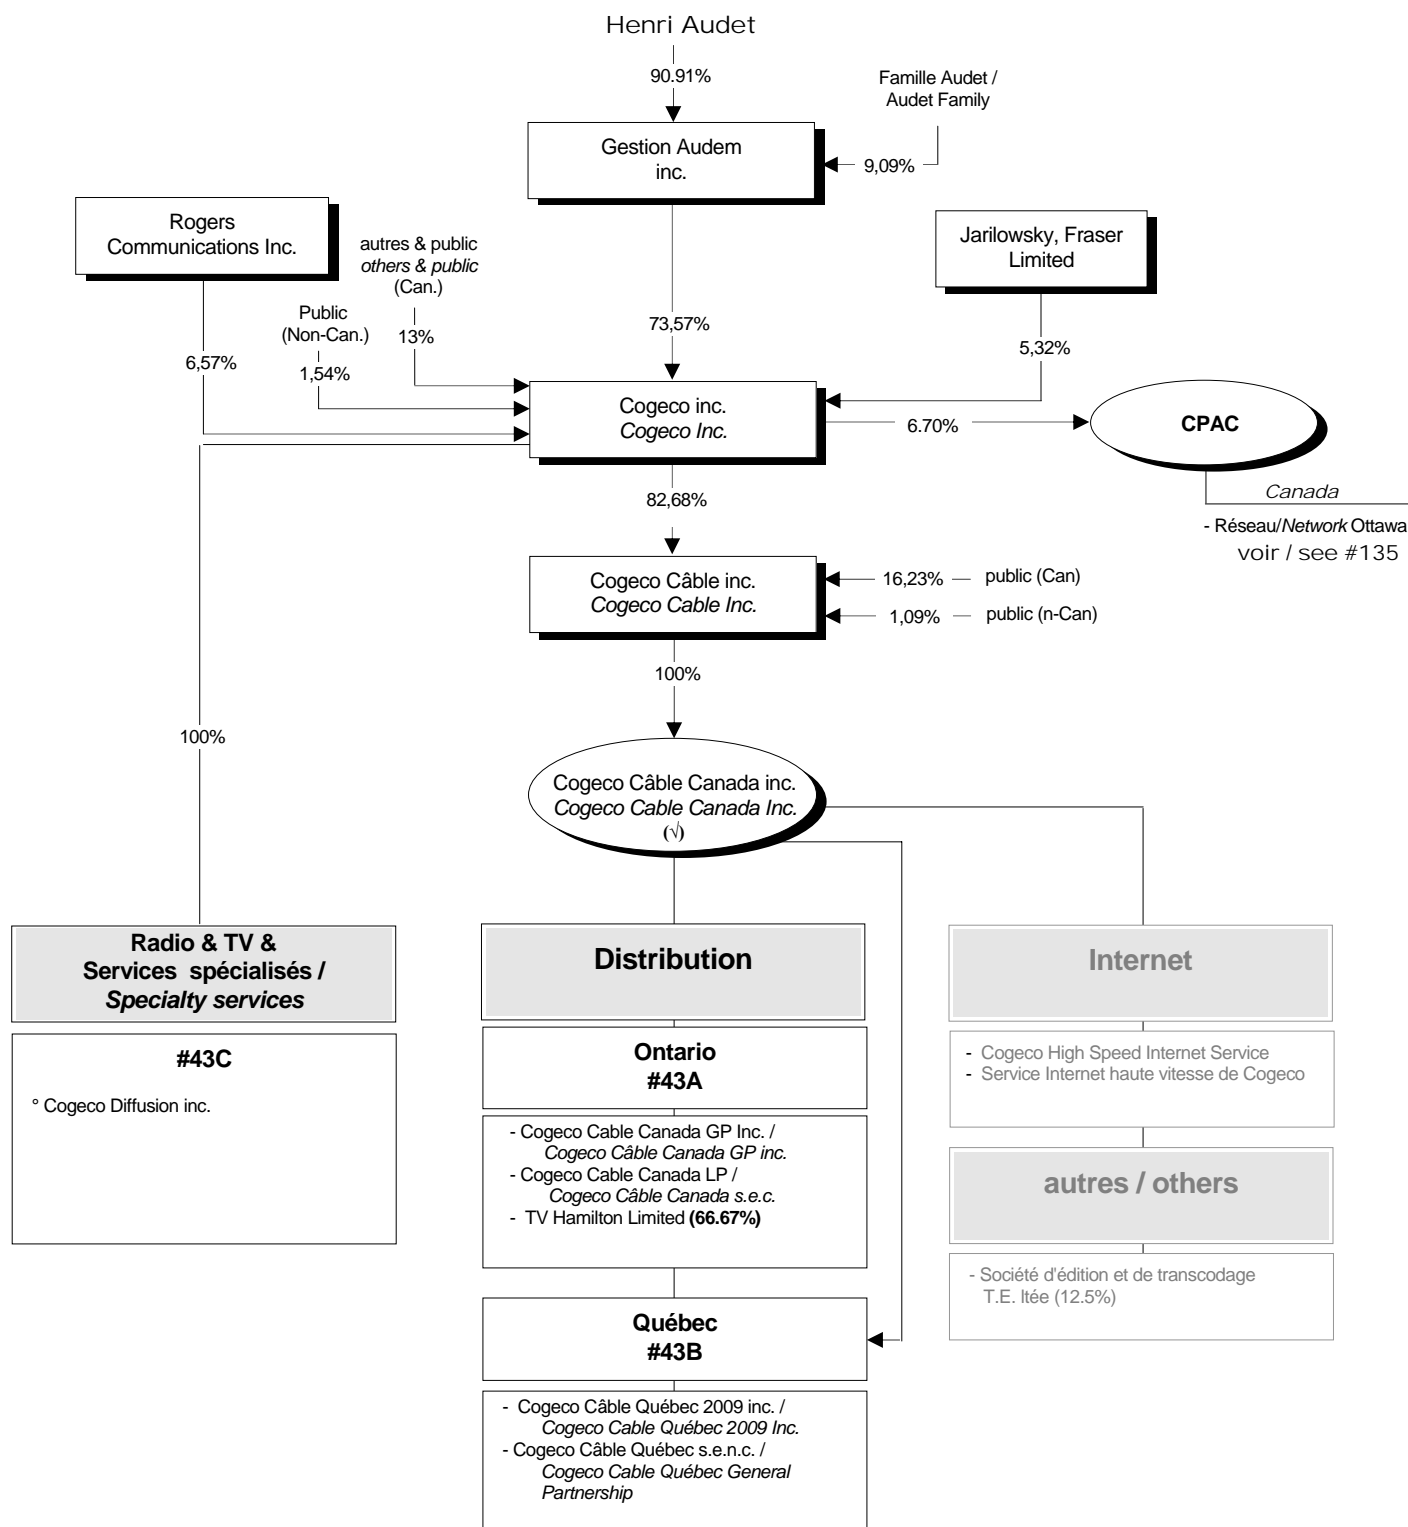 Henri Audet
90.91%
Famille Audet /
Audet Family
Gestion Audem
inc.
9,09%
Rogers
Communications Inc.
autres & public
others & public
(Can.)
13%
Public
(Non-Can.)
1,54%
6,57%
73,57%
Jarilowsky, Fraser
Limited
5,32%
Cogeco inc.
Cogeco Inc.
6.70%
CPAC
Canada
- Réseau/Network Ottawa
voir / see #135
82,68%
Cogeco Câble inc.
Cogeco Cable Inc.
16,23%
public (Can)
1,09%
public (n-Can)
100%
100%
Cogeco Câble Canada inc.
Cogeco Cable Canada Inc.
(√)
Radio & TV &
Services spécialisés /
Specialty services
#43C
° Cogeco Diffusion inc.
Distribution
Ontario
#43A
- Cogeco Cable Canada GP Inc. /
Cogeco Câble Canada GP inc.
- Cogeco Cable Canada LP /
Cogeco Câble Canada s.e.c.
- TV Hamilton Limited (66.67%)
Québec
#43B
- Cogeco Câble Québec 2009 inc. /
Cogeco Cable Québec 2009 Inc.
- Cogeco Câble Québec s.e.n.c. /
Cogeco Cable Québec General
Partnership
Internet
- Cogeco High Speed Internet Service
- Service Internet haute vitesse de Cogeco
autres / others
- Société d'édition et de transcodage
T.E. ltée (12.5%)